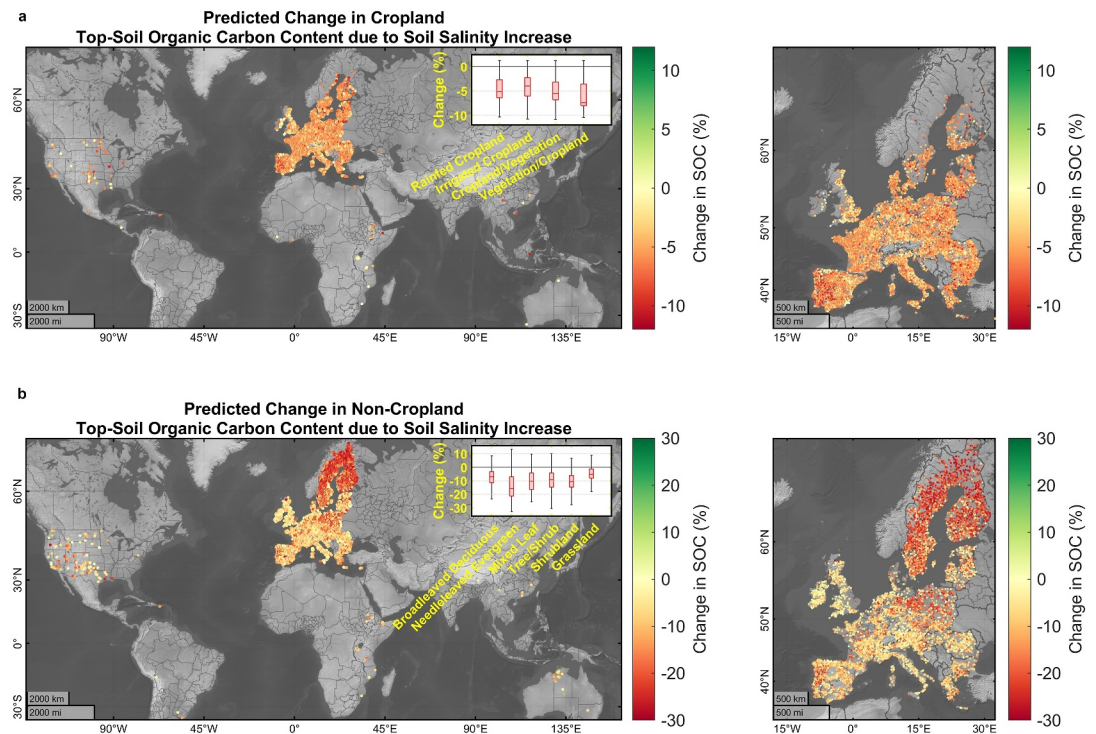 a
Predicted Change in Cropland
Top-Soil Organic Carbon Content due to Soil Salinity Increase
60°N
30°N
0°
30°S
90°W
45°W
0°
45°E
90°E
135°E
2000 km
2000 mi
Change (%)
0
-5
-10
Rainfed Cropland
Irrigated Cropland
Cropland/Vegetation
Vegetation/Cropland
10
5
0
-5
-10
Change in SOC (%)
60°N
50°N
40°N
15°W
0°
15°E
30°E
500 km
500 mi
10
5
0
-5
-10
Change in SOC (%)
b
Predicted Change in Non-Cropland
Top-Soil Organic Carbon Content due to Soil Salinity Increase
60°N
30°N
0°
30°S
90°W
45°W
0°
45°E
90°E
135°E
2000 km
2000 mi
Change (%)
10
0
-10
-20
-30
Broadleaved Deciduous
Needleleaved Evergreen
Mixed Leaf
Tree/Shrub
Shrubland
Grassland
30
20
10
0
-10
-20
-30
Change in SOC (%)
60°N
50°N
40°N
15°W
0°
15°E
30°E
500 km
500 mi
30
20
10
0
-10
-20
-30
Change in SOC (%)